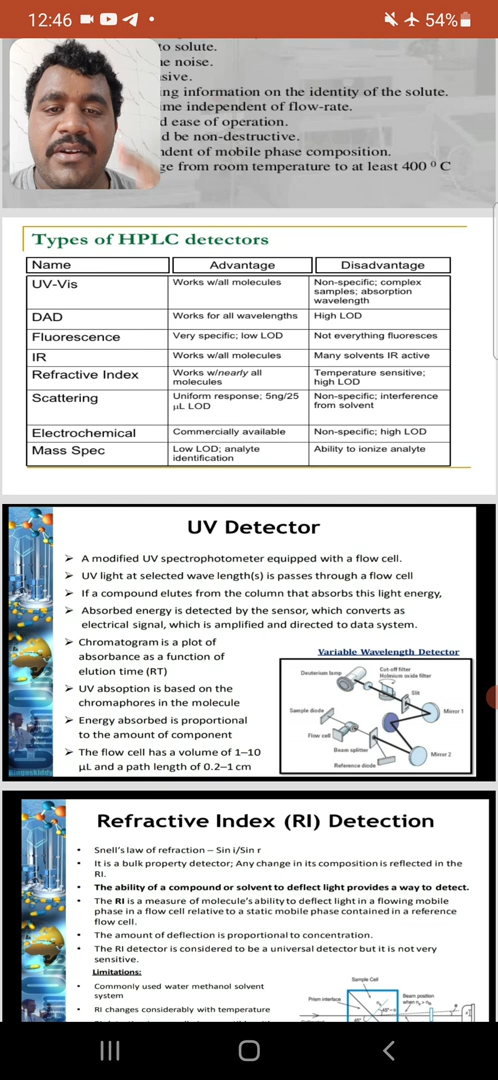 12:46
54%
to solute.
ne noise.
sive.
ng information on the identity of the solute.
me independent of flow-rate.
d ease of operation.
d be non-destructive.
ndent of mobile phase composition.
ge from room temperature to at least 400 ⁰ C
Types of HPLC detectors
Name Advantage Disadvantage
UV-Vis Works w/all molecules Non-specific; complex
samples; absorption
wavelength
DAD Works for all wavelengths High LOD
Fluorescence Very specific; low LOD Not everything fluoresces
IR Works w/all molecules Many solvents IR active
Refractive Index Works w/nearly all Temperature sensitive;
molecules high LOD
Scattering Uniform response; 5ng/25 Non-specific; interference
µL LOD from solvent
Electrochemical Commercially available Non-specific; high LOD
Mass Spec Low LOD; analyte Ability to ionize analyte
identification
UV Detector
➢ A modified UV spectrophotometer equipped with a flow cell.
➢ UV light at selected wave length(s) is passes through a flow cell
➢ If a compound elutes from the column that absorbs this light energy,
➢ Absorbed energy is detected by the sensor, which converts as
electrical signal, which is amplified and directed to data system.
➢ Chromatogram is a plot of
absorbance as a function of
elution time (RT)
➢ UV absoption is based on the
chromaphores in the molecule
➢ Energy absorbed is proportional
to the amount of component
➢ The flow cell has a volume of 1–10
µL and a path length of 0.2–1 cm
Variable Wavelength Detector
Deuterium lamp
Cut-off filter
Holmium oxide filter
Slit
Sample diode
Mirror 1
Flow cell
Beam splitter
Mirror 2
Reference diode
Refractive Index (RI) Detection
• Snell's law of refraction – Sin i/Sin r
• It is a bulk property detector; Any change in its composition is reflected in the
RI.
• The ability of a compound or solvent to deflect light provides a way to detect.
• The RI is a measure of molecule's ability to deflect light in a flowing mobile
phase in a flow cell relative to a static mobile phase contained in a reference
flow cell.
• The amount of deflection is proportional to concentration.
• The RI detector is considered to be a universal detector but it is not very
sensitive.
Limitations:
• Commonly used water methanol solvent
system
• RI changes considerably with temperature
Sample Cell
Prism interface
Beam position